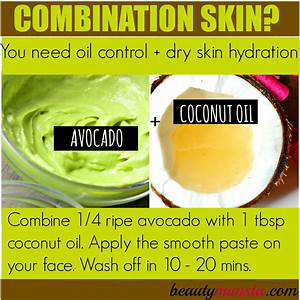 COMBINATION SKIN?
You need oil control + dry skin hydration
AVOCADO
+
COCONUT OIL
Combine 1/4 ripe avocado with 1 tbsp
coconut oil. Apply the smooth paste on
your face. Wash off in 10 - 20 mins.
beautymunsta.com